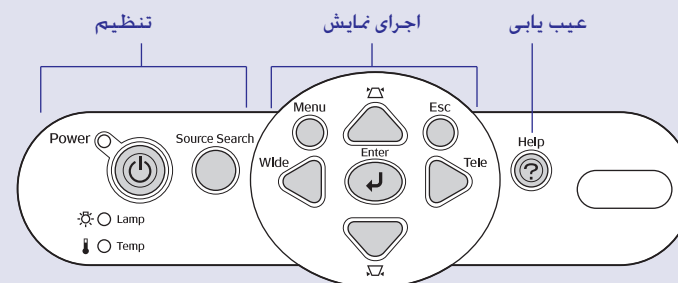 عیب یابی
اجرای نمایش
تنظیم
Menu
Esc
Power
Source Search
Wide
Enter
Tele
Help
?
Lamp
Temp